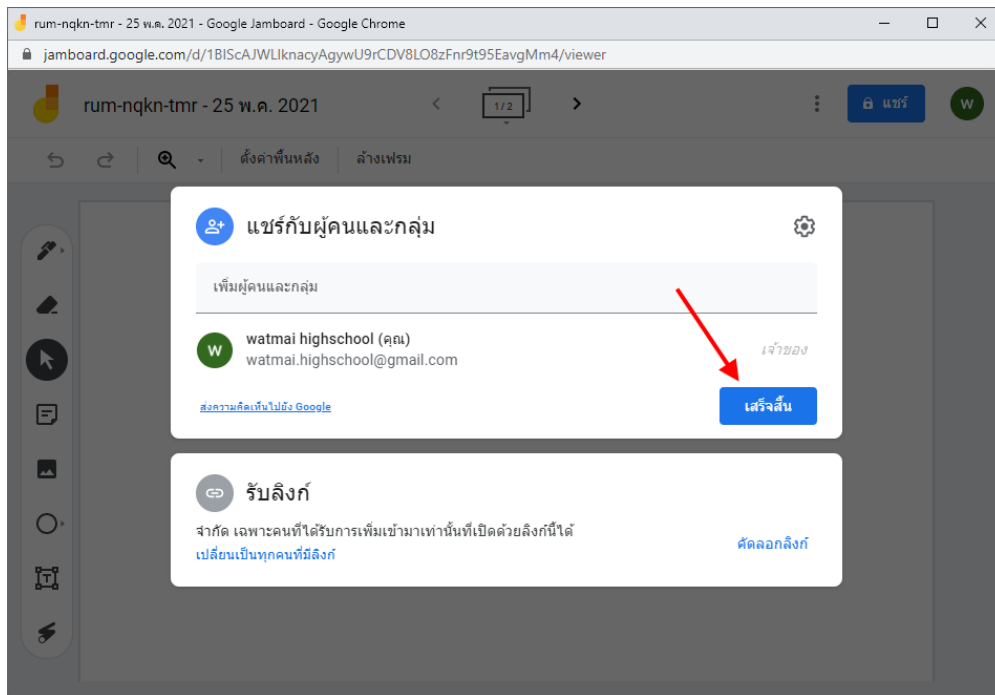 rum-nqkn-tmr - 25 พ.ค. 2021 - Google Jamboard - Google Chrome
jamboard.google.com/d/1BIScAJWLIknacyAgywU9rCDV8LO8zFnr9t95EavgMm4/viewer
rum-nqkn-tmr - 25 พ.ค. 2021
1/2
แชร์
W
ตั้งค่าพื้นหลัง
ล้างเฟรม
แชร์กับผู้คนและกลุ่ม
เพิ่มผู้คนและกลุ่ม
W
watmai highschool (คุณ)
watmai.highschool@gmail.com
เจ้าของ
ส่งความคิดเห็นไปยัง Google
เสร็จสิ้น
รับลิงก์
จำกัด เฉพาะคนที่ได้รับการเพิ่มเข้ามาเท่านั้นที่เปิดด้วยลิงก์นี้ได้
เปลี่ยนเป็นทุกคนที่มีลิงก์
คัดลอกลิงก์
T